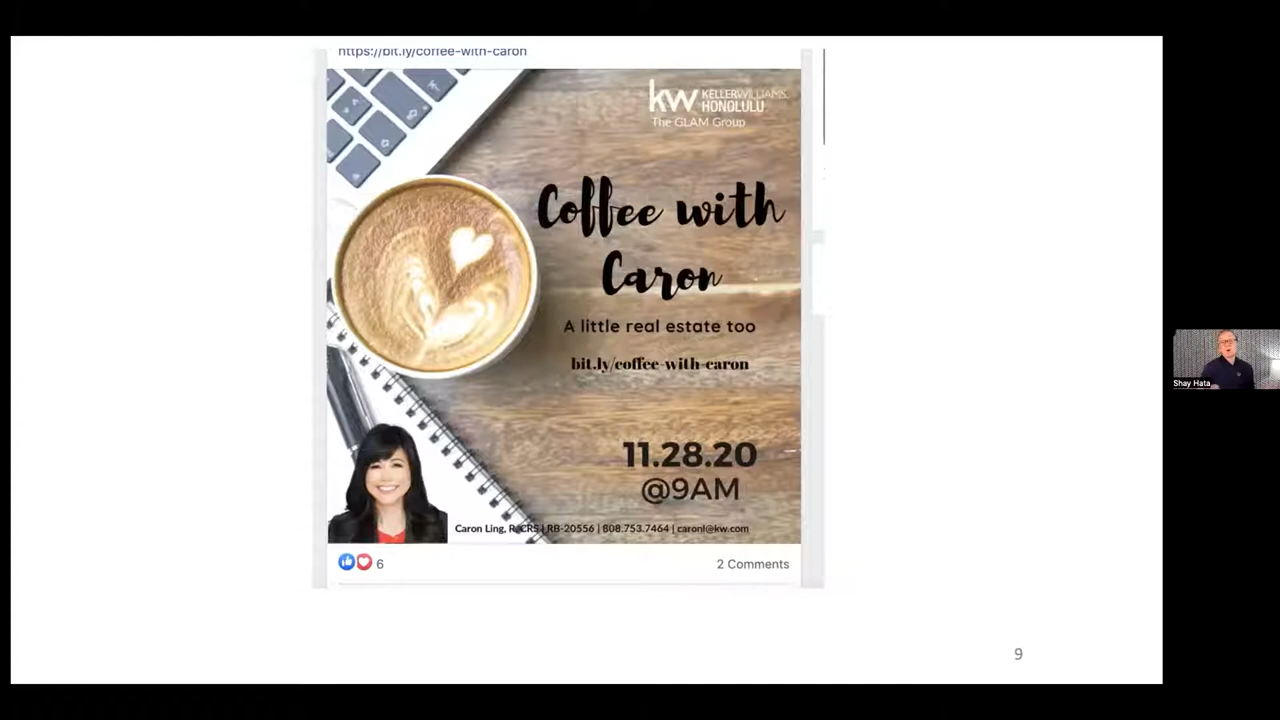 https://bit.ly/coffee-with-caron
kw KELLERWILLIAMS.
HONOLULU
The GLAM Group
Coffee with
Caron
A little real estate too
bit.ly/coffee-with-caron
11.28.20
@9AM
Caron Ling, R, CRS | RB-20556 | 808.753.7464 | caronl@kw.com
6
2 Comments
9
Shay Hata